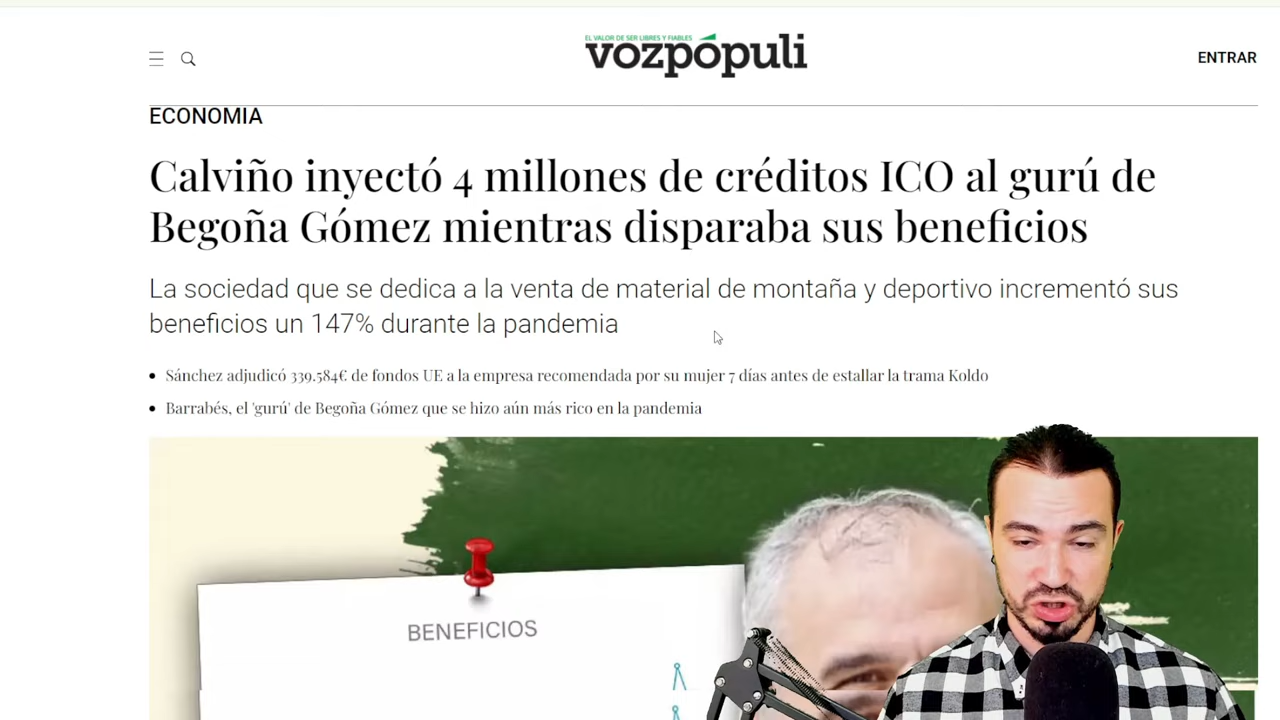 EL VALOR DE SER LIBRES Y FIABLES
vozpópuli
ENTRAR
ECONOMIA
Calviño inyectó 4 millones de créditos ICO al gurú de
Begoña Gómez mientras disparaba sus beneficios
La sociedad que se dedica a la venta de material de montaña y deportivo incrementó sus
beneficios un 147% durante la pandemia
Sánchez adjudicó 339.584€ de fondos UE a la empresa recomendada por su mujer 7 días antes de estallar la trama Koldo
Barrabés, el 'gurú' de Begoña Gómez que se hizo aún más rico en la pandemia
BENEFICIOS